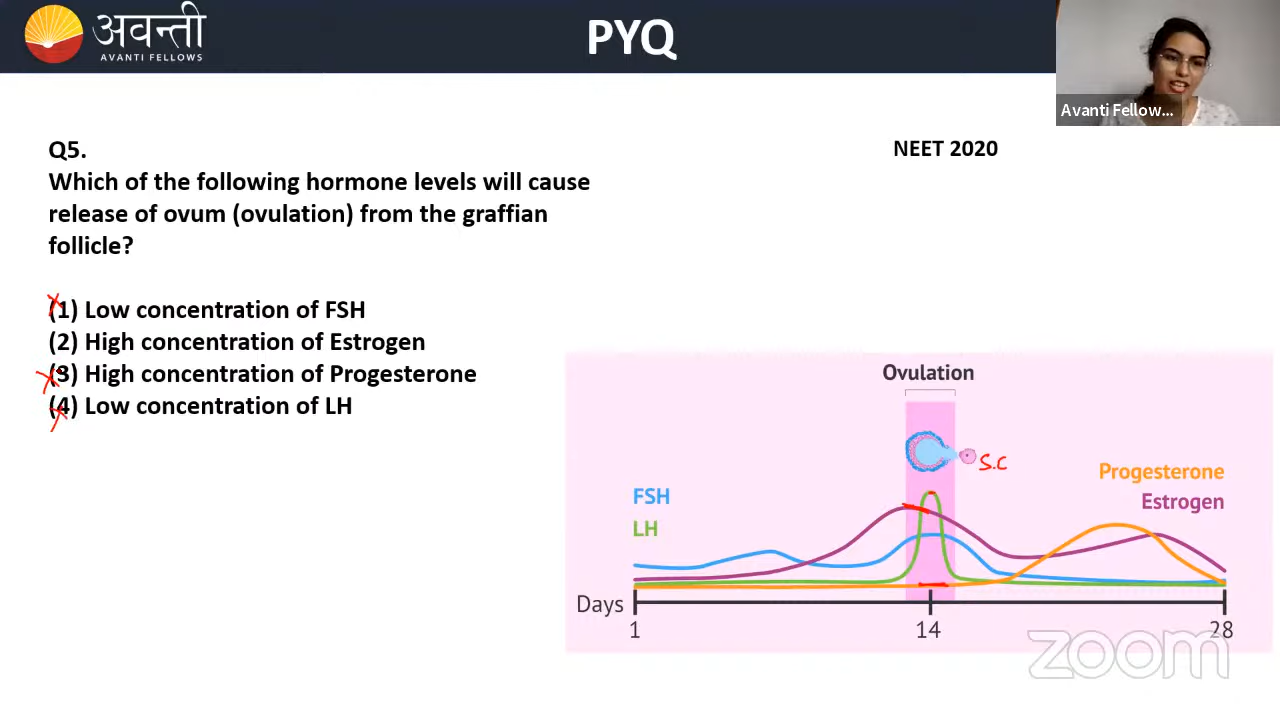 अवन्ती
AVANTI FELLOWS
PYQ
Avanti Fellow...
Q5.
NEET 2020
Which of the following hormone levels will cause
release of ovum (ovulation) from the graffian
follicle?
(1) Low concentration of FSH
(2) High concentration of Estrogen
(3) High concentration of Progesterone
(4) Low concentration of LH
Ovulation
S.C
Progesterone
Estrogen
FSH
LH
Days
1
14
28
zoom